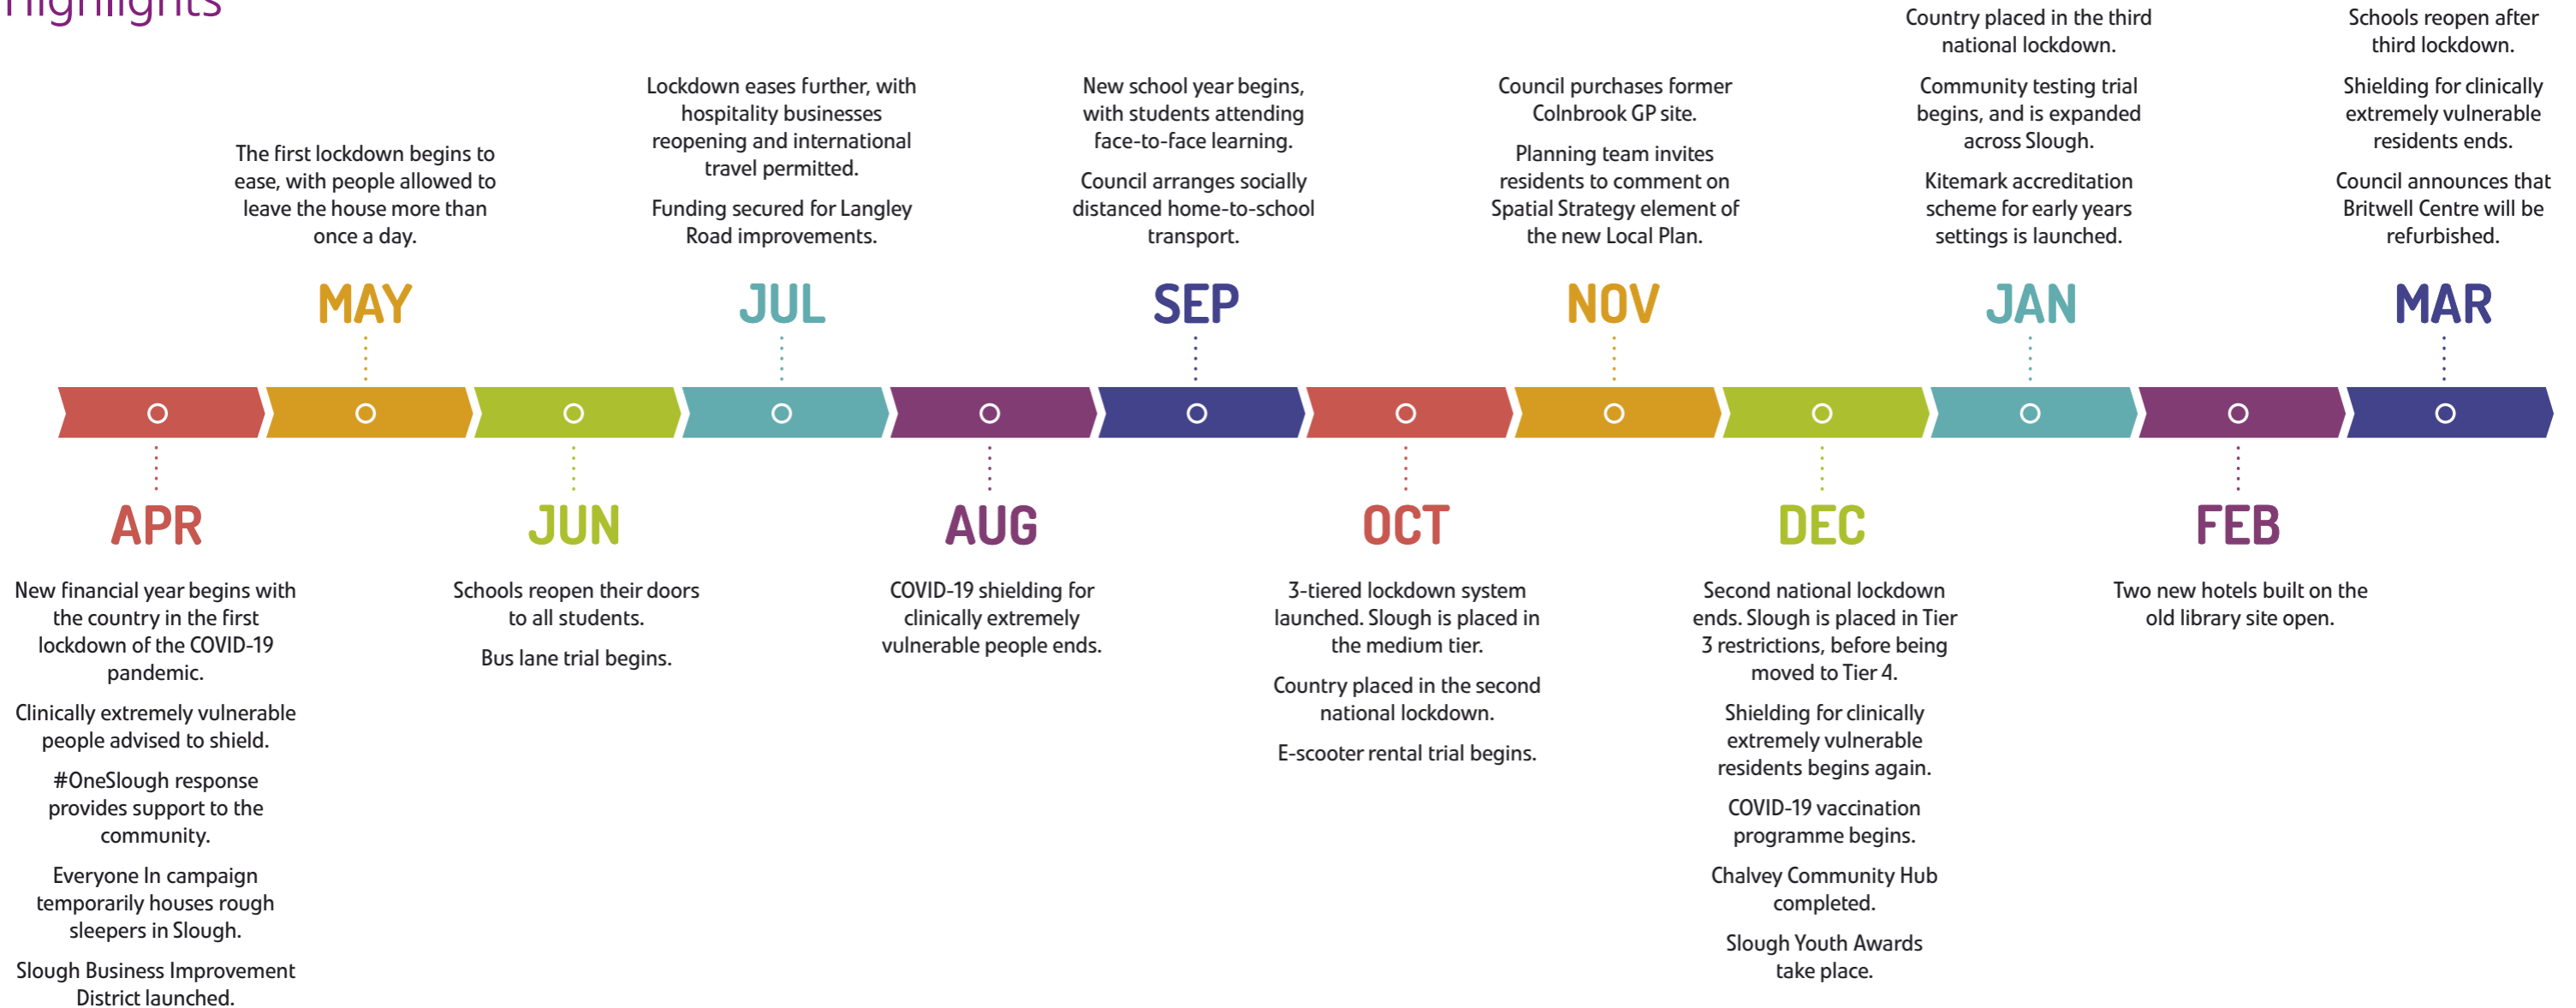 Highlights
Country placed in the third
national lockdown.
Community testing trial
begins, and is expanded
across Slough.
Kitemark accreditation
scheme for early years
settings is launched.
Schools reopen after
third lockdown.
Shielding for clinically
extremely vulnerable
residents ends.
Council announces that
Britwell Centre will be
refurbished.
Lockdown eases further, with
hospitality businesses
reopening and international
travel permitted.
Funding secured for Langley
Road improvements.
New school year begins,
with students attending
face-to-face learning.
Council arranges socially
distanced home-to-school
transport.
Council purchases former
Colnbrook GP site.
Planning team invites
residents to comment on
Spatial Strategy element of
the new Local Plan.
The first lockdown begins to
ease, with people allowed to
leave the house more than
once a day.
MAY
JUL
SEP
NOV
JAN
MAR
APR
JUN
AUG
OCT
DEC
FEB
New financial year begins with
the country in the first
lockdown of the COVID-19
pandemic.
Clinically extremely vulnerable
people advised to shield.
#OneSlough response
provides support to the
community.
Everyone In campaign
temporarily houses rough
sleepers in Slough.
Slough Business Improvement
District launched.
Schools reopen their doors
to all students.
Bus lane trial begins.
COVID-19 shielding for
clinically extremely
vulnerable people ends.
3-tiered lockdown system
launched. Slough is placed in
the medium tier.
Country placed in the second
national lockdown.
E-scooter rental trial begins.
Second national lockdown
ends. Slough is placed in Tier
3 restrictions, before being
moved to Tier 4.
Shielding for clinically
extremely vulnerable
residents begins again.
COVID-19 vaccination
programme begins.
Chalvey Community Hub
completed.
Slough Youth Awards
take place.
Two new hotels built on the
old library site open.